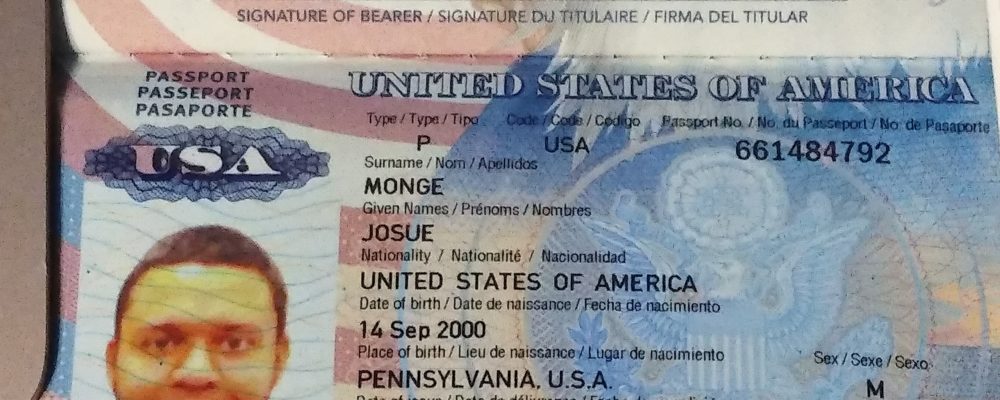 SIGNATURE OF BEARER / SIGNATURE DU TITULAIRE / FIRMA DEL TITULAR
PASSPORT
PASSEPORT
PASAPORTE
USA
UNITED STATES OF AMERICA
Type / Type / Tipo Code / Code / Código Passport No. / No. du Passeport / No. de Pasaporte
P USA 661484792
Surname / Nom / Apellidos
MONGE
Given Names / Prénoms / Nombres
JOSUE
Nationality / Nationalité / Nacionalidad
UNITED STATES OF AMERICA
Date of birth / Date de naissance / Fecha de nacimiento
14 Sep 2000
Place of birth / Lieu de naissance / Lugar de nacimiento Sex / Sexe / Sexo
PENNSYLVANIA, U.S.A. M